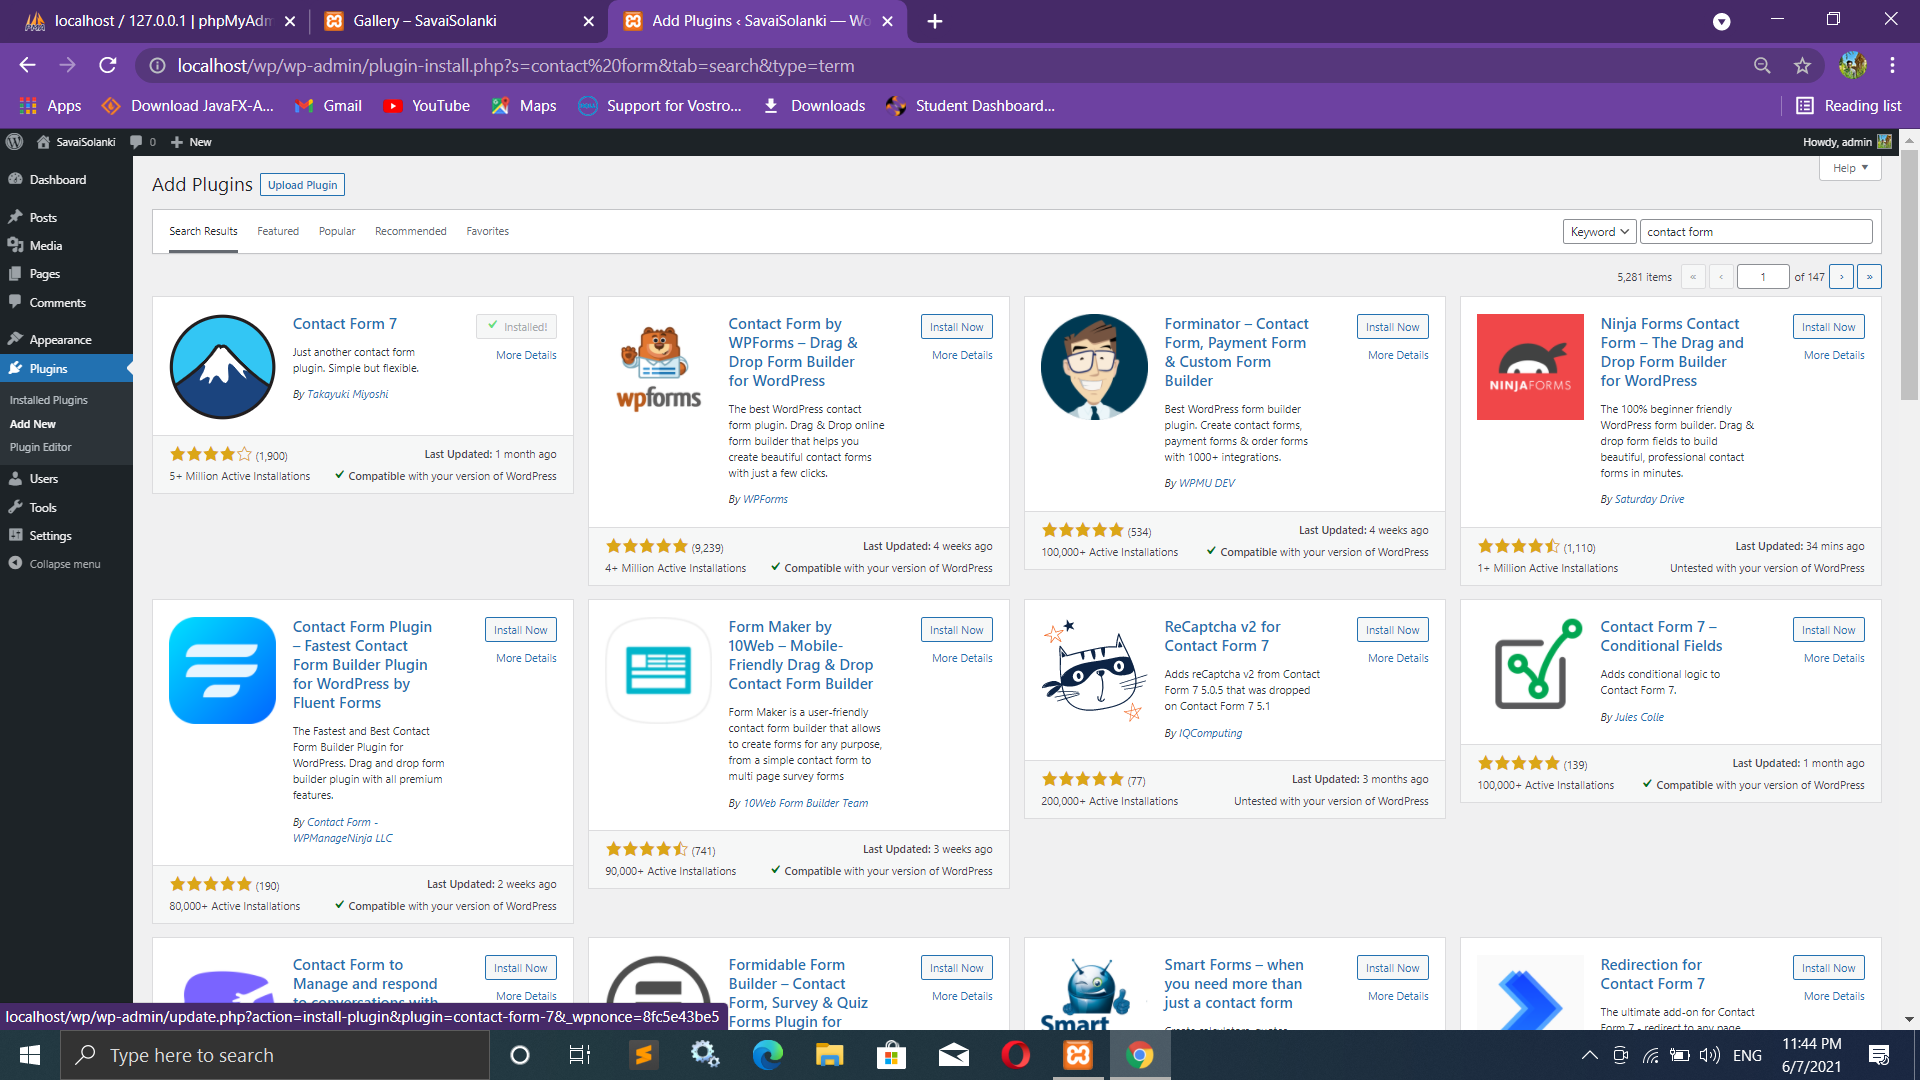 localhost / 127.0.0.1 | phpMyAdm
Gallery – SavaiSolanki
Add Plugins ‹ SavaiSolanki — Wo
localhost/wp/wp-admin/plugin-install.php?s=contact%20form&tab=search&type=term
Apps
Download JavaFX-A...
Gmail
YouTube
Maps
Support for Vostro...
Downloads
Student Dashboard...
Reading list
SavaiSolanki
0
New
Howdy, admin
Dashboard
Posts
Media
Pages
Comments
Appearance
Plugins
Installed Plugins
Add New
Plugin Editor
Users
Tools
Settings
Collapse menu
Add Plugins
Upload Plugin
Help
Search Results
Featured
Popular
Recommended
Favorites
Keyword
contact form
5,281 items
«
‹
1
of 147
›
»
Contact Form 7
Installed!
More Details
Just another contact form
plugin. Simple but flexible.
By Takayuki Miyoshi
(1,900)
Last Updated: 1 month ago
5+ Million Active Installations
Compatible with your version of WordPress
wpforms
Contact Form by
WPForms – Drag &
Drop Form Builder
for WordPress
Install Now
More Details
The best WordPress contact
form plugin. Drag & Drop online
form builder that helps you
create beautiful contact forms
with just a few clicks.
By WPForms
(9,239)
Last Updated: 4 weeks ago
4+ Million Active Installations
Compatible with your version of WordPress
Forminator – Contact
Form, Payment Form
& Custom Form
Builder
Install Now
More Details
Best WordPress form builder
plugin. Create contact forms,
payment forms & order forms
with 1000+ integrations.
By WPMU DEV
(534)
Last Updated: 4 weeks ago
100,000+ Active Installations
Compatible with your version of WordPress
NINJAFORMS
Ninja Forms Contact
Form – The Drag and
Drop Form Builder
for WordPress
Install Now
More Details
The 100% beginner friendly
WordPress form builder. Drag &
drop form fields to build
beautiful, professional contact
forms in minutes.
By Saturday Drive
(1,110)
Last Updated: 34 mins ago
1+ Million Active Installations
Untested with your version of WordPress
Contact Form Plugin
– Fastest Contact
Form Builder Plugin
for WordPress by
Fluent Forms
Install Now
More Details
The Fastest and Best Contact
Form Builder Plugin for
WordPress. Drag and drop form
builder plugin with all premium
features.
By Contact Form -
WPManageNinja LLC
(190)
Last Updated: 2 weeks ago
80,000+ Active Installations
Compatible with your version of WordPress
Form Maker by
10Web – Mobile-
Friendly Drag & Drop
Contact Form Builder
Install Now
More Details
Form Maker is a user-friendly
contact form builder that allows
to create forms for any purpose,
from a simple contact form to
multi page survey forms
By 10Web Form Builder Team
(741)
Last Updated: 3 weeks ago
90,000+ Active Installations
Compatible with your version of WordPress
ReCaptcha v2 for
Contact Form 7
Install Now
More Details
Adds reCaptcha v2 from Contact
Form 7 5.0.5 that was dropped
on Contact Form 7 5.1
By IQComputing
(77)
Last Updated: 3 months ago
200,000+ Active Installations
Untested with your version of WordPress
Contact Form 7 –
Conditional Fields
Install Now
More Details
Adds conditional logic to
Contact Form 7.
By Jules Colle
(139)
Last Updated: 1 month ago
100,000+ Active Installations
Compatible with your version of WordPress
Contact Form to
Manage and respond
to conversations with
Install Now
More Details
Formidable Form
Builder – Contact
Form, Survey & Quiz
Forms Plugin for
Install Now
More Details
Smart
Smart Forms – when
you need more than
just a contact form
Install Now
More Details
Create calculators, quotes
Redirection for
Contact Form 7
Install Now
More Details
The ultimate add-on for Contact
Form 7 - redirect to any page
localhost/wp/wp-admin/update.php?action=install-plugin&plugin=contact-form-7&_wpnonce=8fc5e43be5
Type here to search
ENG
11:44 PM
6/7/2021